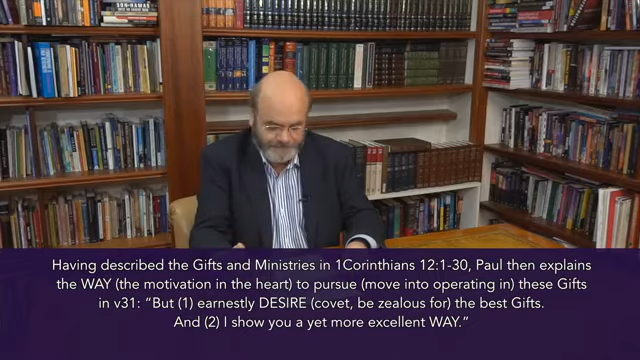 Having described the Gifts and Ministries in 1Corinthians 12:1-30, Paul then explains
the WAY (the motivation in the heart) to pursue (move into operating in) these Gifts
in v31: “But (1) earnestly DESIRE (covet, be zealous for) the best Gifts.
And (2) I show you a yet more excellent WAY.”